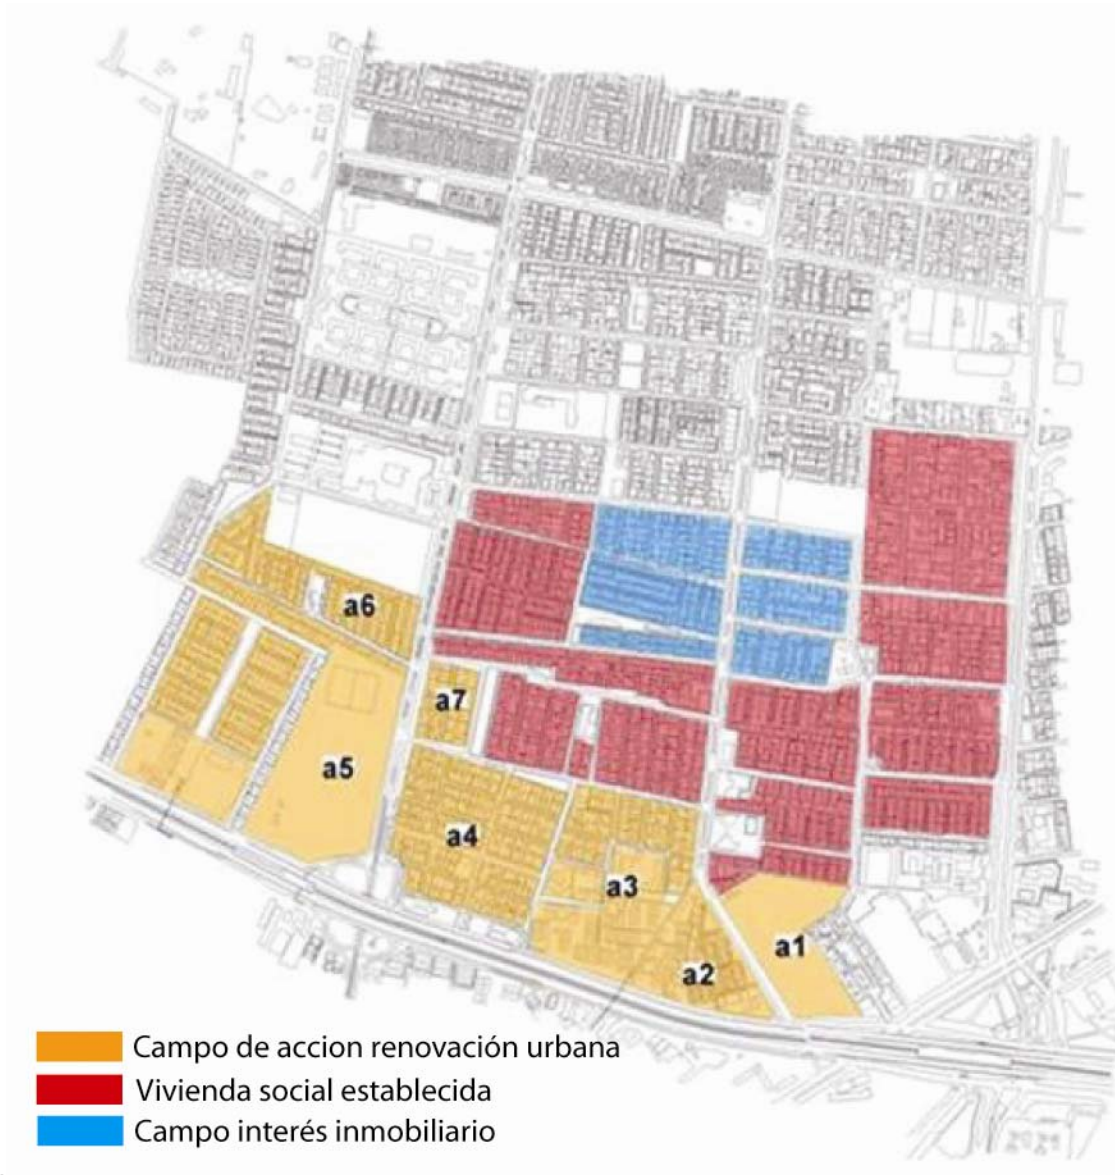 a6
a7
a5
a4
a3
a1
a2
Campo de accion renovación urbana
Vivienda social establecida
Campo interés inmobiliario